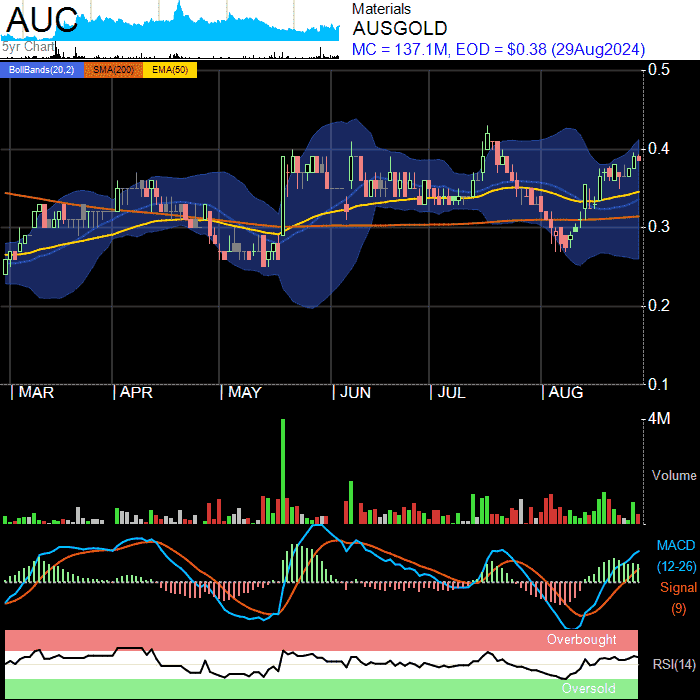 AUC
5yr Chart
Materials
AUSGOLD
MC = 137.1M, EOD = $0.38 (29Aug2024)
BollBands(20,2) SMA(200) EMA(50)
0.5
0.4
0.3
0.2
0.1
MAR APR MAY JUN JUL AUG
4M
Volume
MACD
(12-26)
Signal
(9)
Overbought
RSI(14)
Oversold